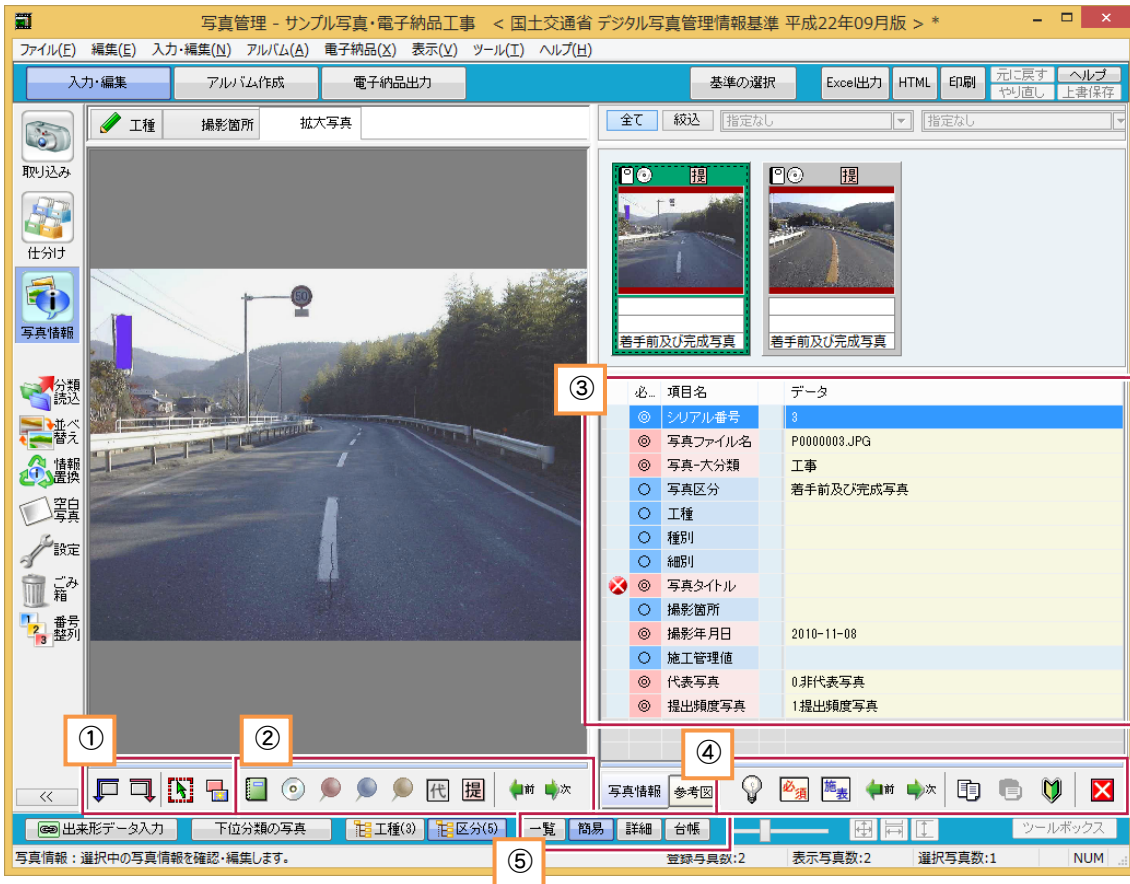 写真管理 - サンプル写真・電子納品工事 < 国土交通省 デジタル写真管理情報基準 平成22年09月版 > *
ファイル(F) 編集(E) 入力・編集(N) アルバム(A) 電子納品(X) 表示(V) ツール(T) ヘルプ(H)
入力・編集 アルバム作成 電子納品出力 基準の選択 Excel出力 HTML 印刷 元に戻す やり直し ヘルプ 上書保存
工種 撮影箇所 拡大写真
全て 絞込 指定なし 指定なし
取り込み
仕分け
写真情報
分類
読込
並べ
替え
情報
置換
空白
写真
設定
ごみ
箱
1 2 3 番号
整列
50
提
着手前及び完成写真
提
着手前及び完成写真
③
必... 項目名 データ
◎ シリアル番号 3
◎ 写真ファイル名 P0000003.JPG
◎ 写真-大分類 工事
○ 写真区分 着手前及び完成写真
○ 工種
○ 種別
○ 細別
◎ 写真タイトル
○ 撮影箇所
◎ 撮影年月日 2010-11-08
○ 施工管理値
◎ 代表写真 0.非代表写真
◎ 提出頻度写真 1.提出頻度写真
① ② ④
<< 代 提 前 次 写真情報 参考図 必須 施表 前 次
出来形データ入力 下位分類の写真 工種(3) 区分(5) 一覧 簡易 詳細 台帳 ツールボックス
⑤
写真情報 : 選択中の写真情報を確認・編集します。 登録写真数:2 表示写真数:2 選択写真数:1 NUM